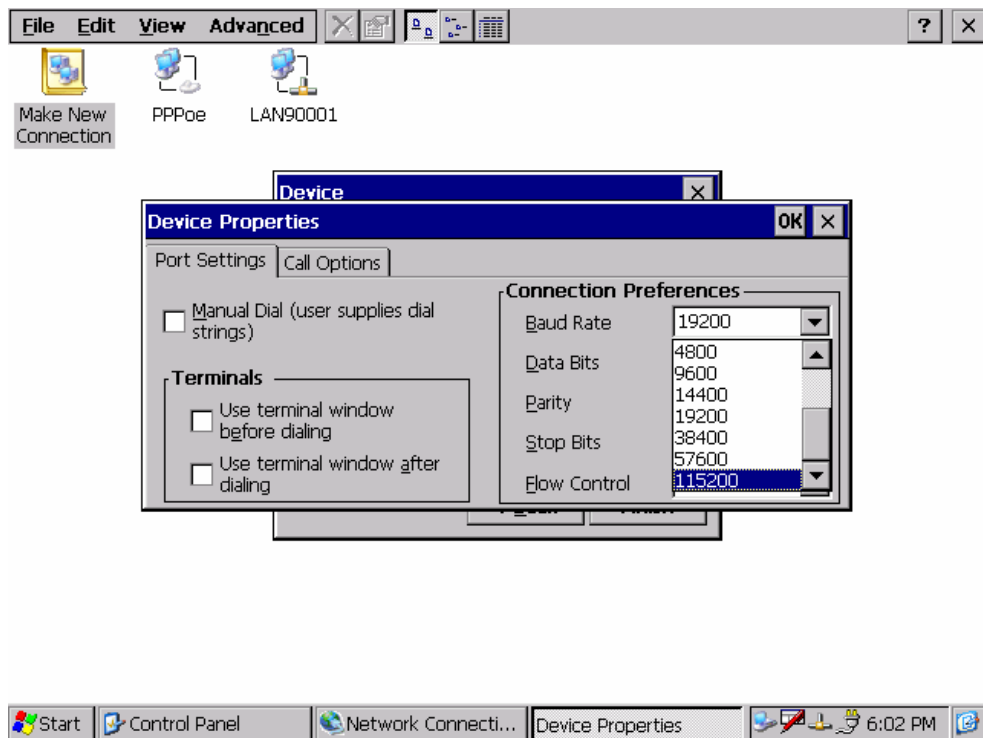 File Edit View Advanced ? ×
Make New
Connection
PPPoe
LAN90001
Device ×
Device Properties OK ×
Port Settings Call Options
Manual Dial (user supplies dial
strings)
Terminals
Use terminal window
before dialing
Use terminal window after
dialing
Connection Preferences
Baud Rate 19200
Data Bits
Parity
Stop Bits
Flow Control
4800
9600
14400
19200
38400
57600
115200
Start Control Panel Network Connecti... Device Properties 6:02 PM